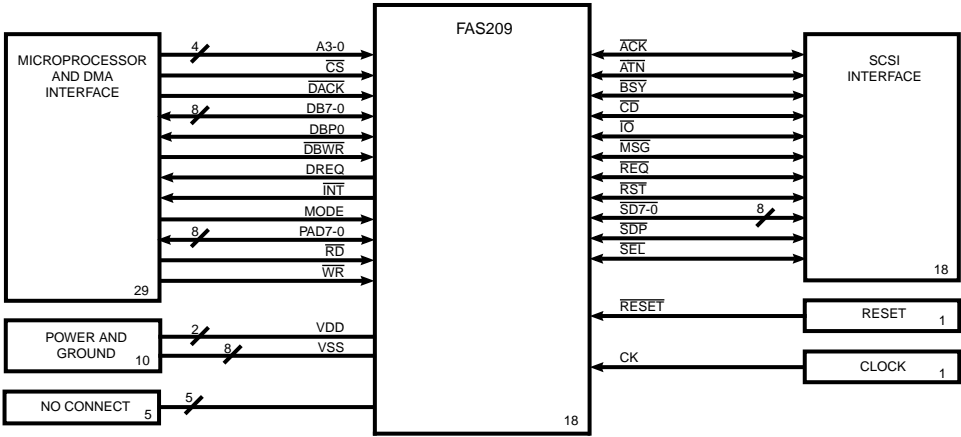 FAS209
MICROPROCESSOR
AND DMA
INTERFACE
29
4 A3-0
CS
DACK
8 DB7-0
DBP0
DBWR
DREQ
INT
MODE
8 PAD7-0
RD
WR
POWER AND
GROUND
10
2 VDD
8 VSS
NO CONNECT
5
5
18
ACK
ATN
BSY
CD
IO
MSG
REQ
RST
SD7-0 8
SDP
SEL
RESET
CK
SCSI
INTERFACE
18
RESET
1
CLOCK
1